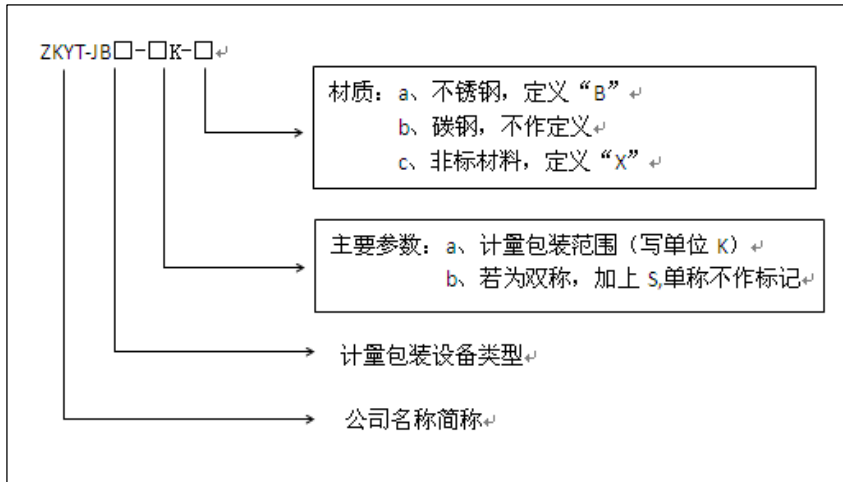 ZKYT-JB□-□K-□↵
材质：a、不锈钢，定义“B”↵
b、碳钢，不作定义↵
c、非标材料，定义“X”↵
主要参数：a、计量包装范围（写单位 K）↵
b、若为双称，加上 S,单称不作标记↵
计量包装设备类型↵
公司名称简称↵